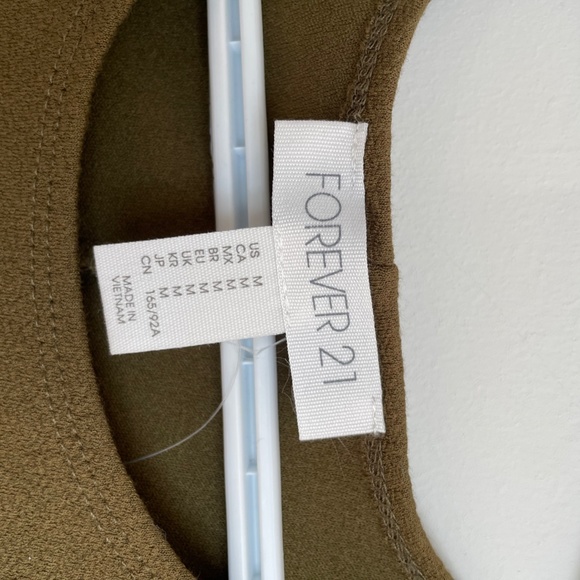 FOREVER 21
US M
CA M
MX M
BR M
EU M
UK M
KR M
JP M
CN 165/92A
MADE IN
VIETNAM